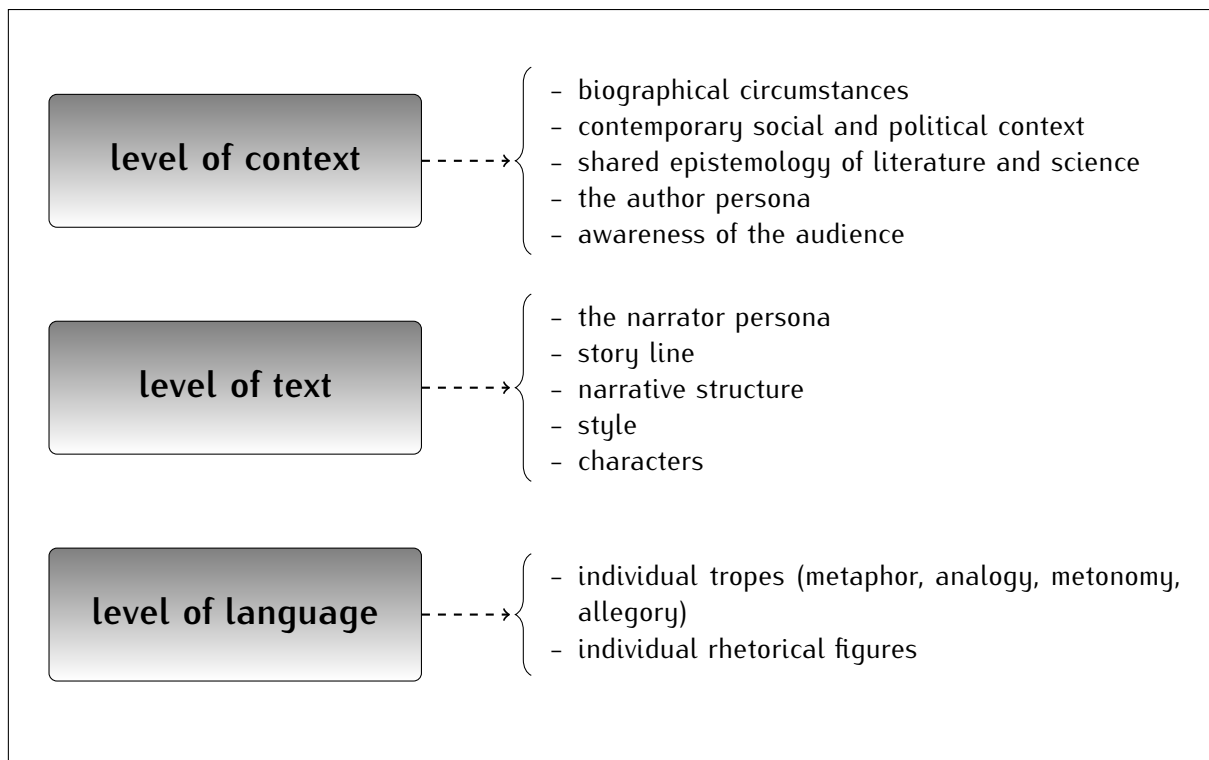 level of context
– biographical circumstances
– contemporary social and political context
– shared epistemology of literature and science
– the author persona
– awareness of the audience
level of text
– the narrator persona
– story line
– narrative structure
– style
– characters
level of language
– individual tropes (metaphor, analogy, metonomy,
allegory)
– individual rhetorical figures